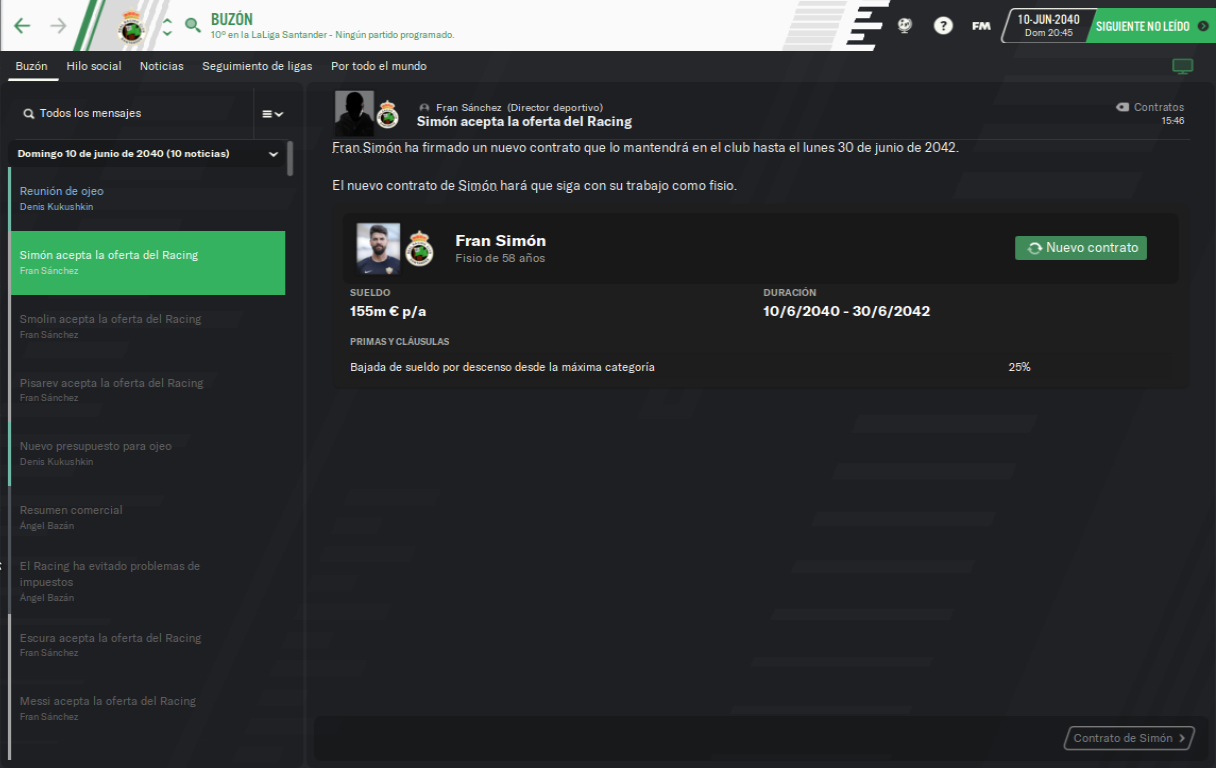 BUZÓN
10º en la LaLiga Santander - Ningún partido programado.
?
FM
10-JUN-2040
Dom 20:45
SIGUIENTE NO LEÍDO
Buzón
Hilo social
Noticias
Seguimiento de ligas
Por todo el mundo
Todos los mensajes
Domingo 10 de junio de 2040 (10 noticias)
Reunión de ojeo
Denis Kukushkin
Simón acepta la oferta del Racing
Fran Sánchez
Smolin acepta la oferta del Racing
Fran Sánchez
Pisarev acepta la oferta del Racing
Fran Sánchez
Nuevo presupuesto para ojeo
Denis Kukushkin
Resumen comercial
Ángel Bazán
El Racing ha evitado problemas de
impuestos
Ángel Bazán
Escura acepta la oferta del Racing
Fran Sánchez
Messi acepta la oferta del Racing
Fran Sánchez
Fran Sánchez (Director deportivo)
Simón acepta la oferta del Racing
Contratos
15:46
Fran Simón ha firmado un nuevo contrato que lo mantendrá en el club hasta el lunes 30 de junio de 2042.
El nuevo contrato de Simón hará que siga con su trabajo como fisio.
Fran Simón
Fisio de 58 años
Nuevo contrato
SUELDO
155m € p/a
DURACIÓN
10/6/2040 - 30/6/2042
PRIMAS Y CLÁUSULAS
Bajada de sueldo por descenso desde la máxima categoría
25%
Contrato de Simón